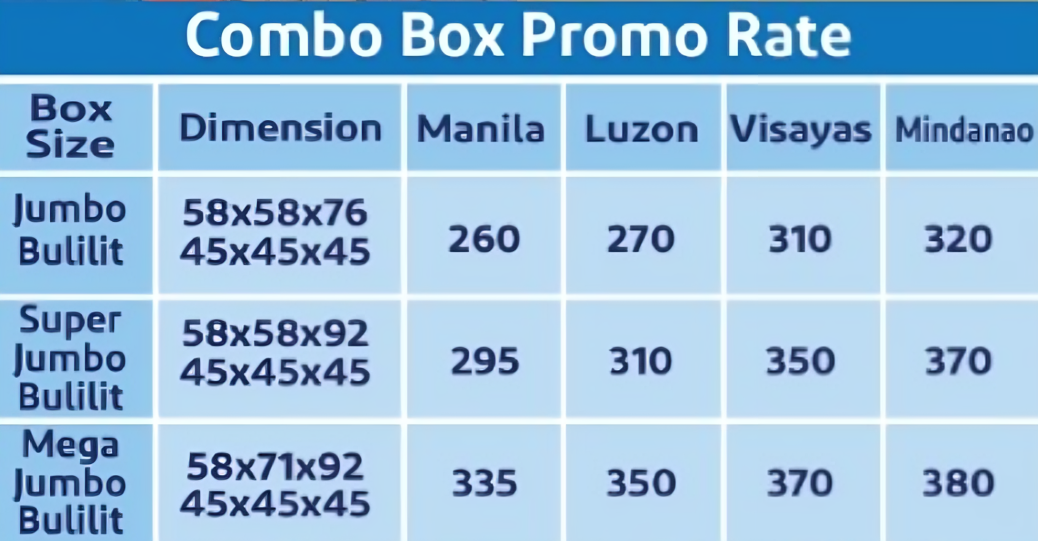 Combo Box Promo Rate
Box Size Dimension Manila Luzon Visayas Mindanao
Jumbo 58x58x76
Bulilit 45x45x45 260 270 310 320
Super
Jumbo 58x58x92
Bulilit 45x45x45 295 310 350 370
Mega
Jumbo 58x71x92
Bulilit 45x45x45 335 350 370 380